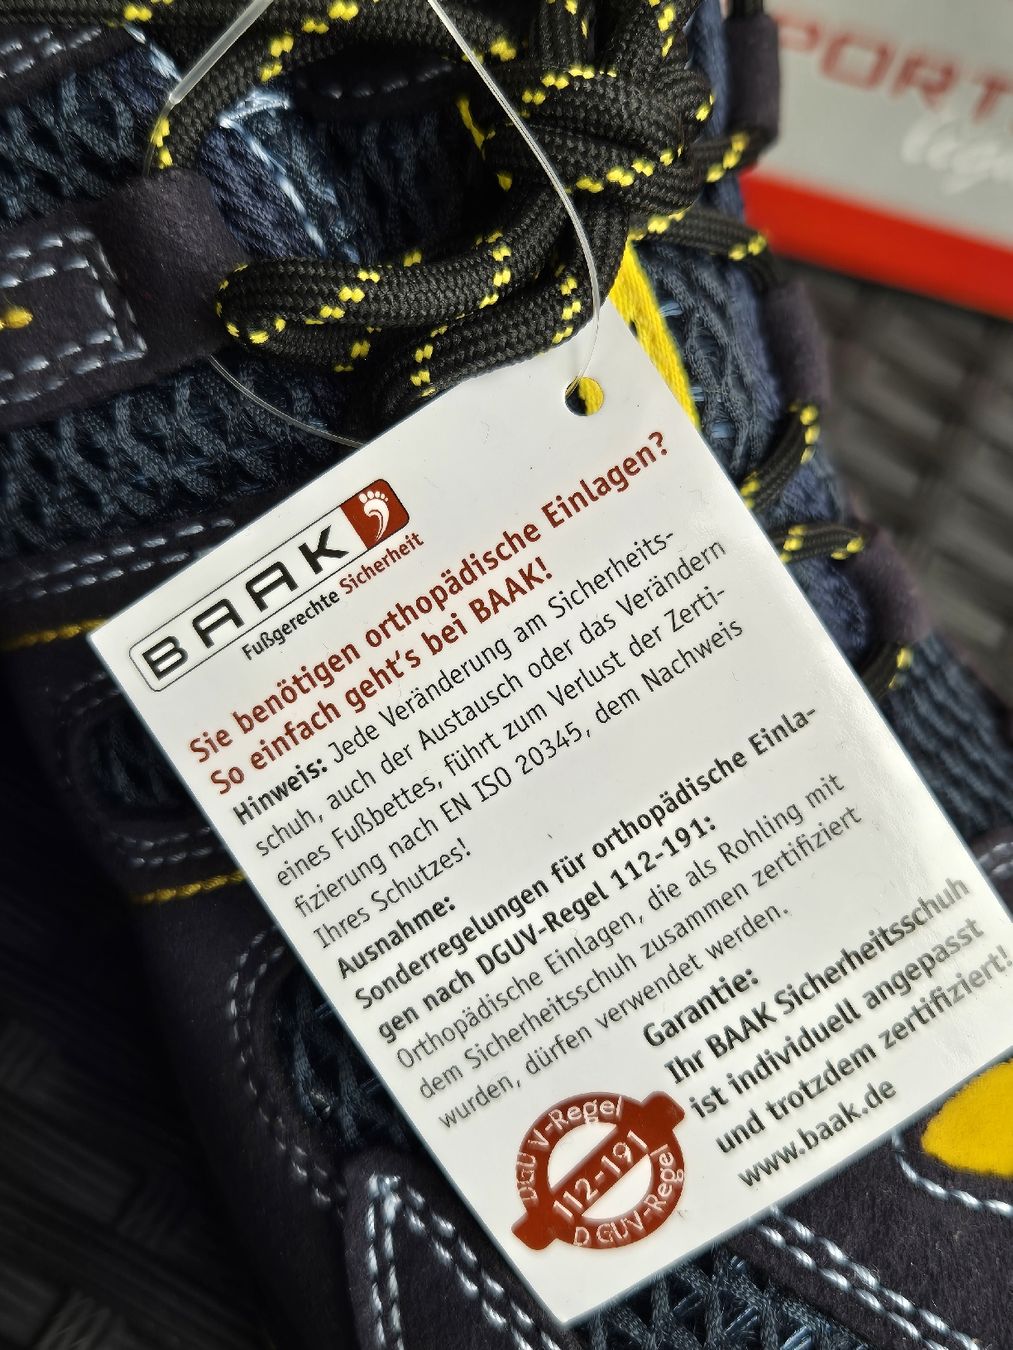 PORT
BAAK
Fußgerechte Sicherheit
Sie benötigen orthopädische Einlagen?
So einfach geht's bei BAAK!
Hinweis: Jede Veränderung am Sicherheits-
schuh, auch der Austausch oder das Verändern
eines Fußbettes, führt zum Verlust der Zerti-
fizierung nach EN ISO 20345, dem Nachweis
Ihres Schutzes!
Ausnahme:
Sonderregelungen für orthopädische Einla-
gen nach DGUV-Regel 112-191:
Orthopädische Einlagen, die als Rohling mit
dem Sicherheitsschuh zusammen zertifiziert
wurden, dürfen verwendet werden.
Garantie:
Ihr BAAK Sicherheitsschuh
ist individuell angepasst
und trotzdem zertifiziert!
www.baak.de
DGUV-Regel
112-191
DGUV-Regel